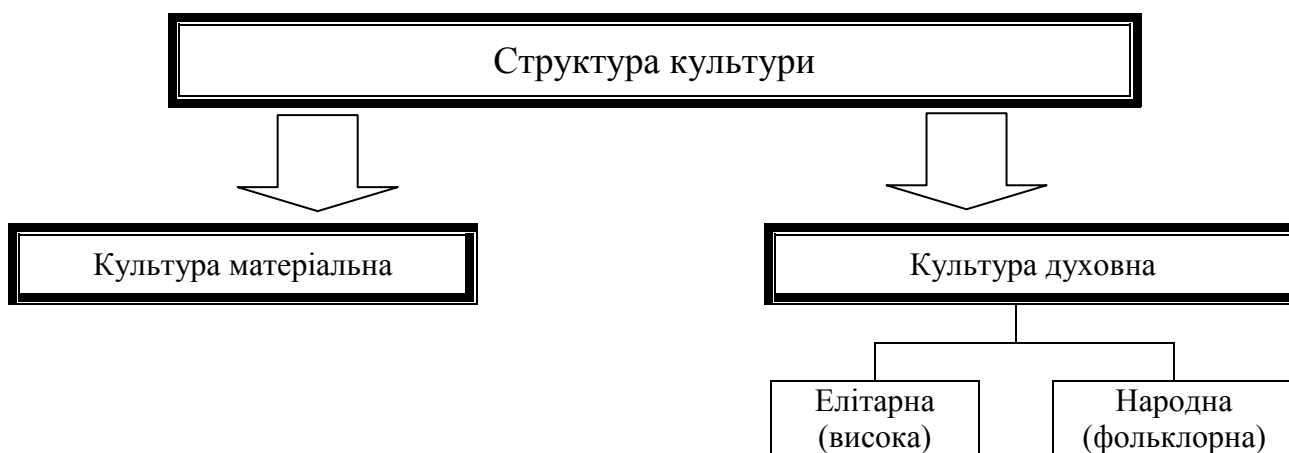 Структура культури
Культура матеріальна
Культура духовна
Елітарна
(висока)
Народна
(фольклорна)